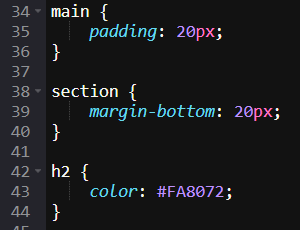 34 main {
35     padding: 20px;
36 }
37
38 section {
39     margin-bottom: 20px;
40 }
41
42 h2 {
43     color: #FA8072;
44 }
45